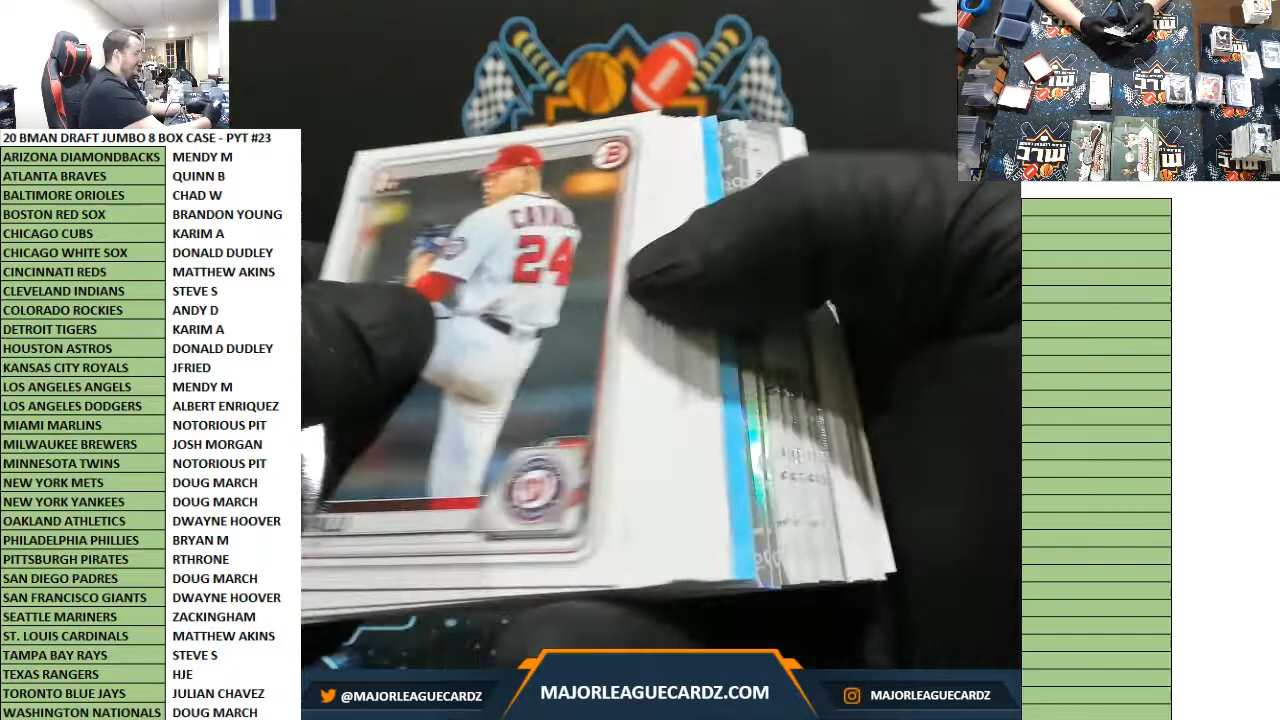 20 BMAN DRAFT JUMBO 8 BOX CASE - PYT #23
ARIZONA DIAMONDBACKS MENDY M
ATLANTA BRAVES QUINN B
BALTIMORE ORIOLES CHAD W
BOSTON RED SOX BRANDON YOUNG
CHICAGO CUBS KARIM A
CHICAGO WHITE SOX DONALD DUDLEY
CINCINNATI REDS MATTHEW AKINS
CLEVELAND INDIANS STEVE S
COLORADO ROCKIES ANDY D
DETROIT TIGERS KARIM A
HOUSTON ASTROS DONALD DUDLEY
KANSAS CITY ROYALS JFRIED
LOS ANGELES ANGELS MENDY M
LOS ANGELES DODGERS ALBERT ENRIQUEZ
MIAMI MARLINS NOTORIOUS PIT
MILWAUKEE BREWERS JOSH MORGAN
MINNESOTA TWINS NOTORIOUS PIT
NEW YORK METS DOUG MARCH
NEW YORK YANKEES DOUG MARCH
OAKLAND ATHLETICS DWAYNE HOOVER
PHILADELPHIA PHILLIES BRYAN M
PITTSBURGH PIRATES RTHRONE
SAN DIEGO PADRES DOUG MARCH
SAN FRANCISCO GIANTS DWAYNE HOOVER
SEATTLE MARINERS ZACKINGHAM
ST. LOUIS CARDINALS MATTHEW AKINS
TAMPA BAY RAYS STEVE S
TEXAS RANGERS HJE
TORONTO BLUE JAYS JULIAN CHAVEZ
WASHINGTON NATIONALS DOUG MARCH
B
CAVALL
24
@MAJORLEAGUECARDZ
MAJORLEAGUECARDZ.COM
MAJORLEAGUECARDZ
MLC